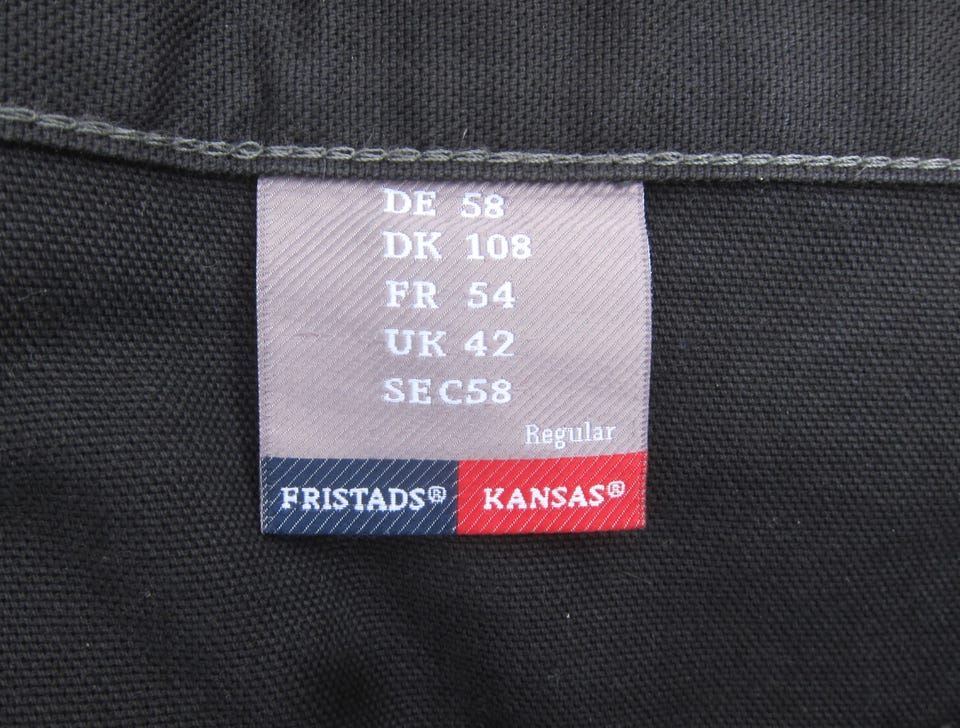 DE 58
DK 108
FR 54
UK 42
SE C58
Regular
FRISTADS® KANSAS®